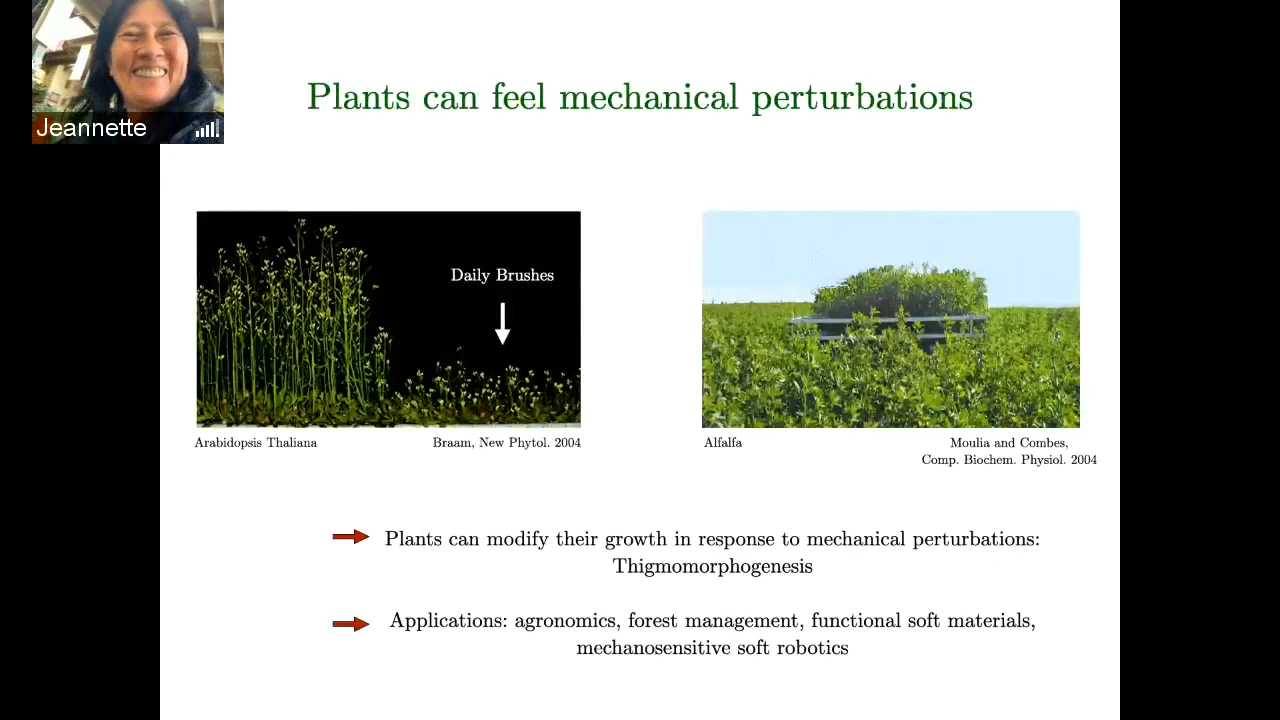 Jeannette
Plants can feel mechanical perturbations
Daily Brushes
Arabidopsis Thaliana
Braam, New Phytol. 2004
Alfalfa
Moulia and Combes,
Comp. Biochem. Physiol. 2004
Plants can modify their growth in response to mechanical perturbations:
Thigmomorphogenesis
Applications: agronomics, forest management, functional soft materials,
mechanosensitive soft robotics